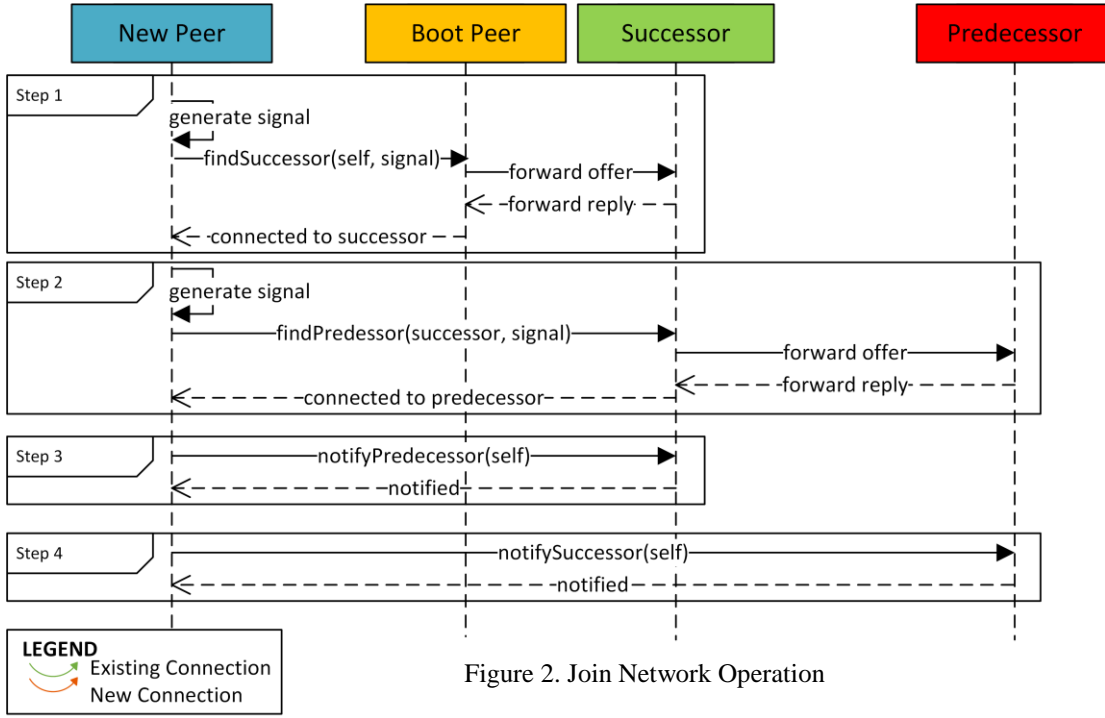 New Peer
Boot Peer
Successor
Predecessor
Step 1
generate signal
findSuccessor(self, signal)
forward offer
forward reply
connected to successor
Step 2
generate signal
findPredessor(successor, signal)
forward offer
forward reply
connected to predecessor
Step 3
notifyPredecessor(self)
notified
Step 4
notifySuccessor(self)
notified
LEGEND
Existing Connection
New Connection
Figure 2. Join Network Operation